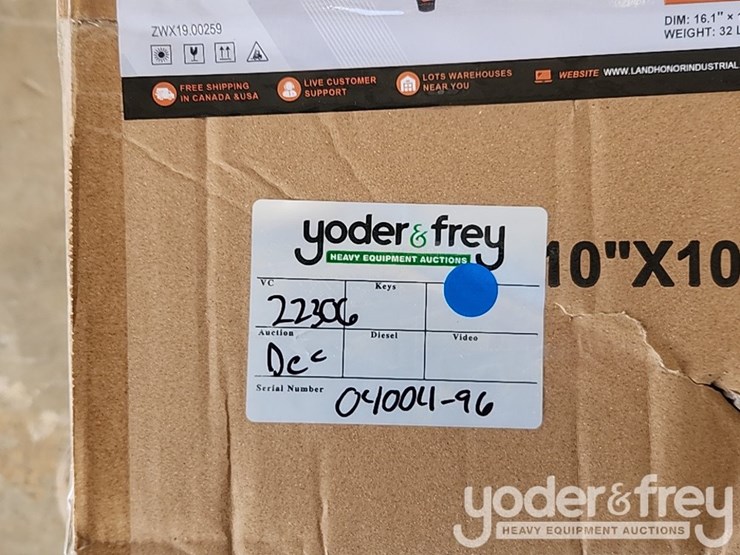 ZWX19.00259
DIM: 16.1" ×
WEIGHT: 32 L
FREE SHIPPING
IN CANADA &USA
LIVE CUSTOMER
SUPPORT
LOTS WAREHOUSES
NEAR YOU
WEBSITE WWW.LANDHONORINDUSTRIAL
yoder&frey
HEAVY EQUIPMENT AUCTIONS
10"X10
VC
Keys
22306
Auction
Diesel
Video
Dec
Serial Number
04004-96
yoder&frey
HEAVY EQUIPMENT AUCTIONS